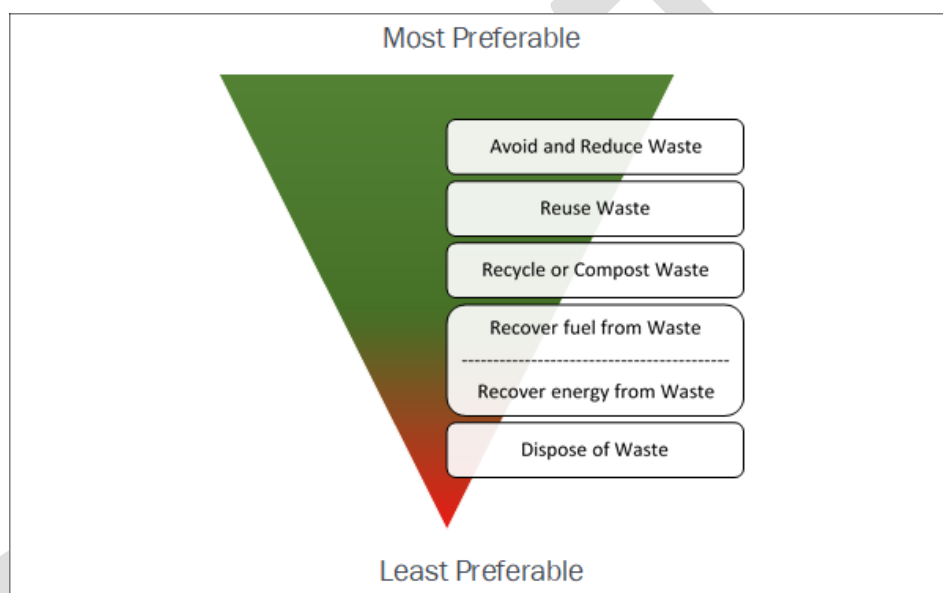 Most Preferable
Avoid and Reduce Waste
Reuse Waste
Recycle or Compost Waste
Recover fuel from Waste
Recover energy from Waste
Dispose of Waste
Least Preferable